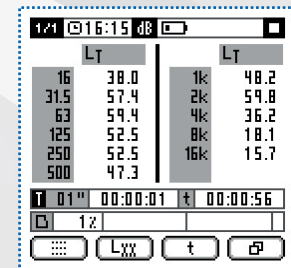 1/1 16:15 dB
LT LT
16 38.0 1k 48.2
31.5 57.4 2k 59.8
63 59.4 4k 36.2
125 52.5 8k 18.1
250 52.5 16k 15.7
500 47.3
T 01" 00:00:01 t 00:00:56
1%
Lxx t